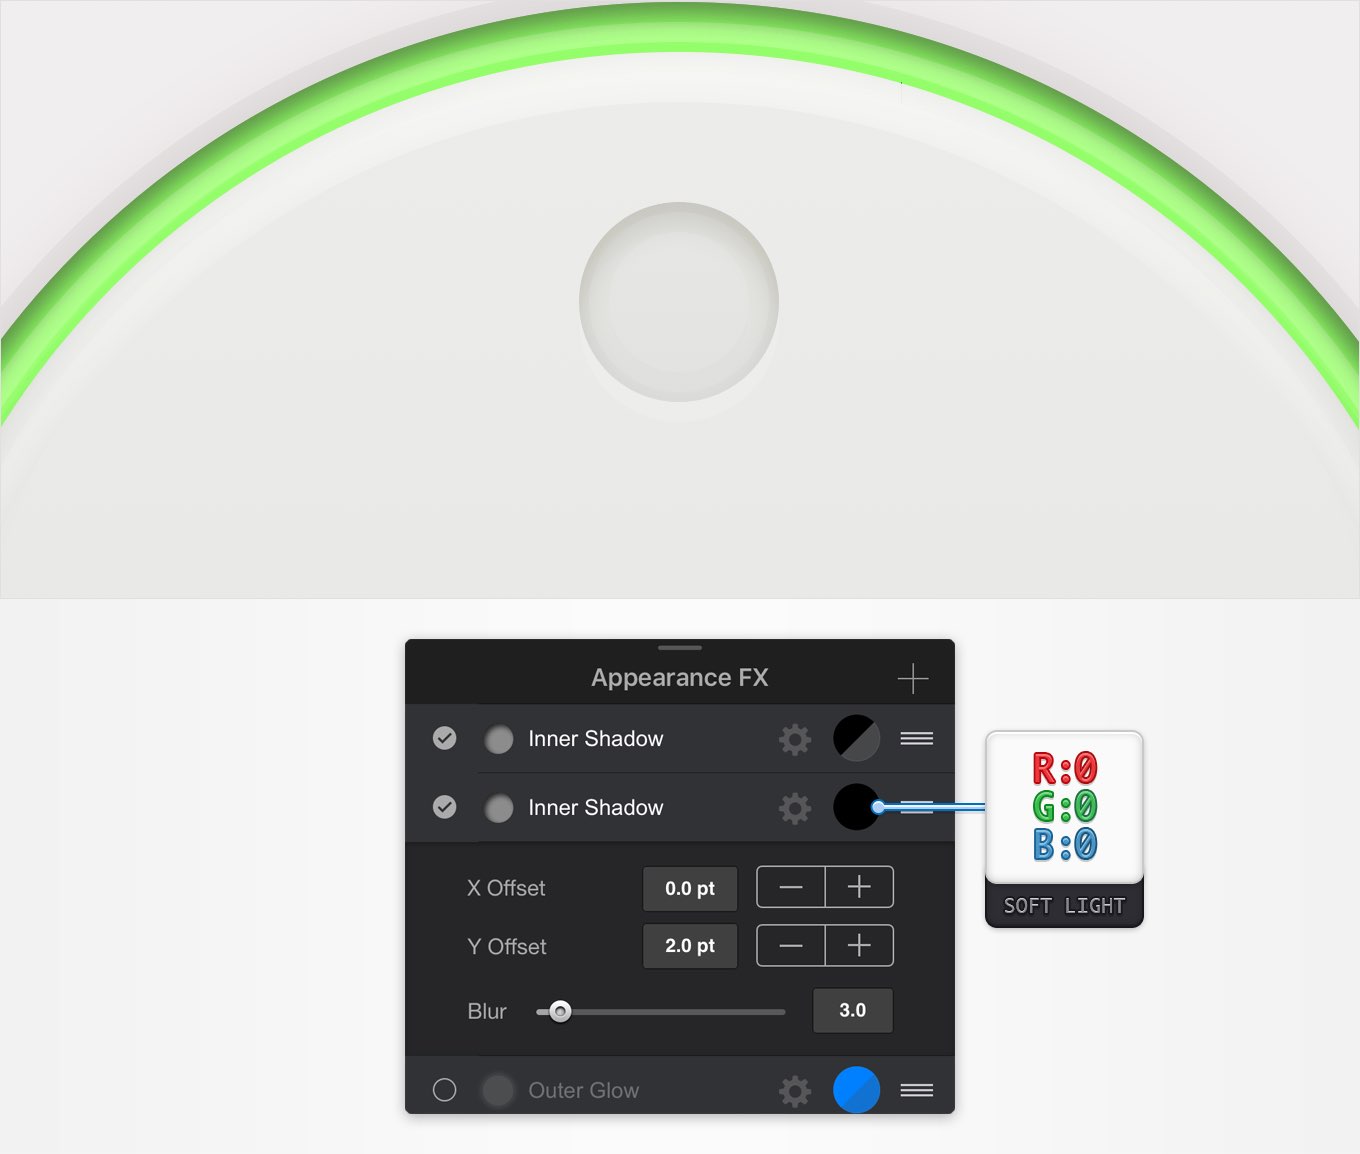 Appearance FX
Inner Shadow
Inner Shadow
R:0
G:0
B:0
SOFT LIGHT
X Offset 0.0 pt
Y Offset 2.0 pt
Blur 3.0
Outer Glow